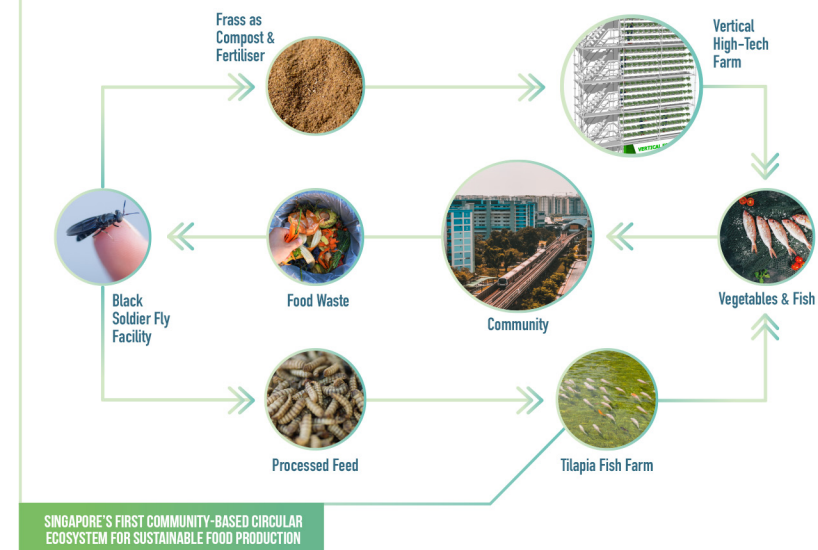 Frass as
Compost &
Fertiliser
Vertical
High-Tech
Farm
VERTICAL
Black
Soldier Fly
Facility
Food Waste
Community
Vegetables & Fish
Processed Feed
Tilapia Fish Farm
SINGAPORE'S FIRST COMMUNITY-BASED CIRCULAR
ECOSYSTEM FOR SUSTAINABLE FOOD PRODUCTION